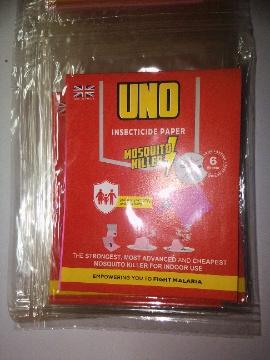 UNO
INSECTICIDE PAPER
MOSQUITO
KILLER
6
THE STRONGEST, MOST ADVANCED AND CHEAPEST
MOSQUITO KILLER FOR INDOOR USE
EMPOWERING YOU TO FIGHT MALARIA